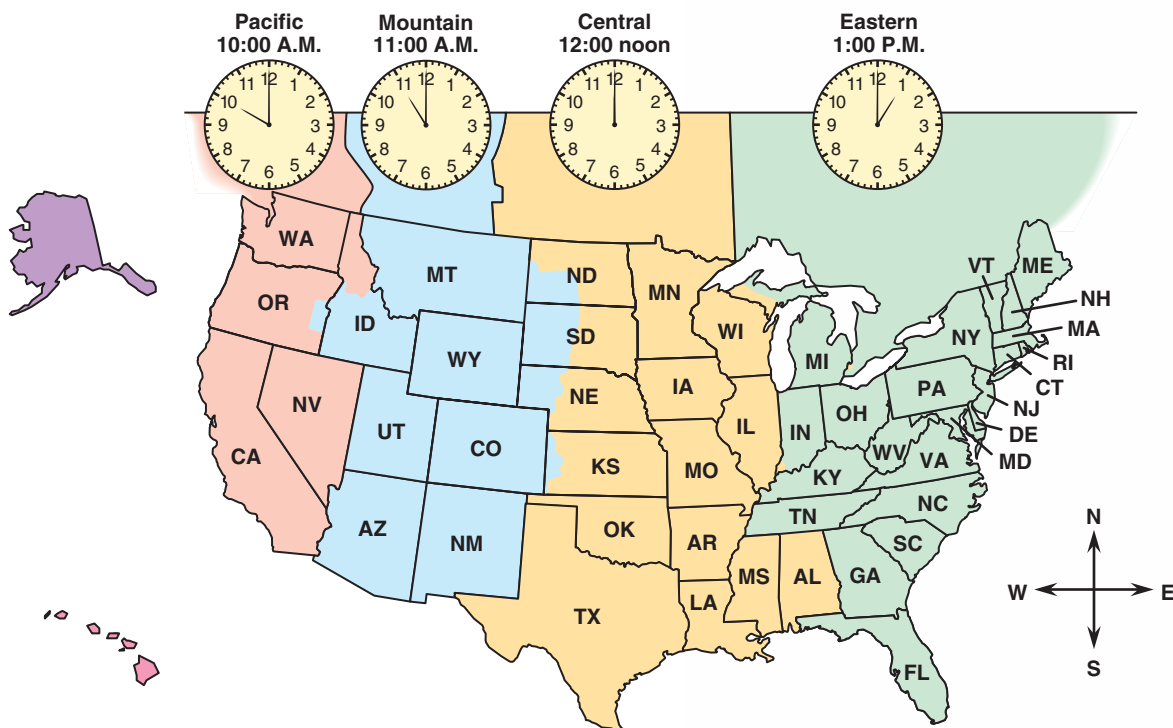 Pacific
10:00 A.M.
Mountain
11:00 A.M.
Central
12:00 noon
Eastern
1:00 P.M.
12
1
2
3
4
5
6
7
8
9
10
11
12
1
2
3
4
5
6
7
8
9
10
11
12
1
2
3
4
5
6
7
8
9
10
11
12
1
2
3
4
5
6
7
8
9
10
11
WA
OR
CA
NV
ID
MT
WY
UT
CO
AZ
NM
ND
SD
NE
KS
OK
TX
MN
IA
MO
AR
LA
WI
IL
MS
AL
MI
IN
OH
KY
TN
WV
VA
NC
SC
GA
FL
PA
NY
VT
ME
NH
MA
RI
CT
NJ
DE
MD
N
W
E
S